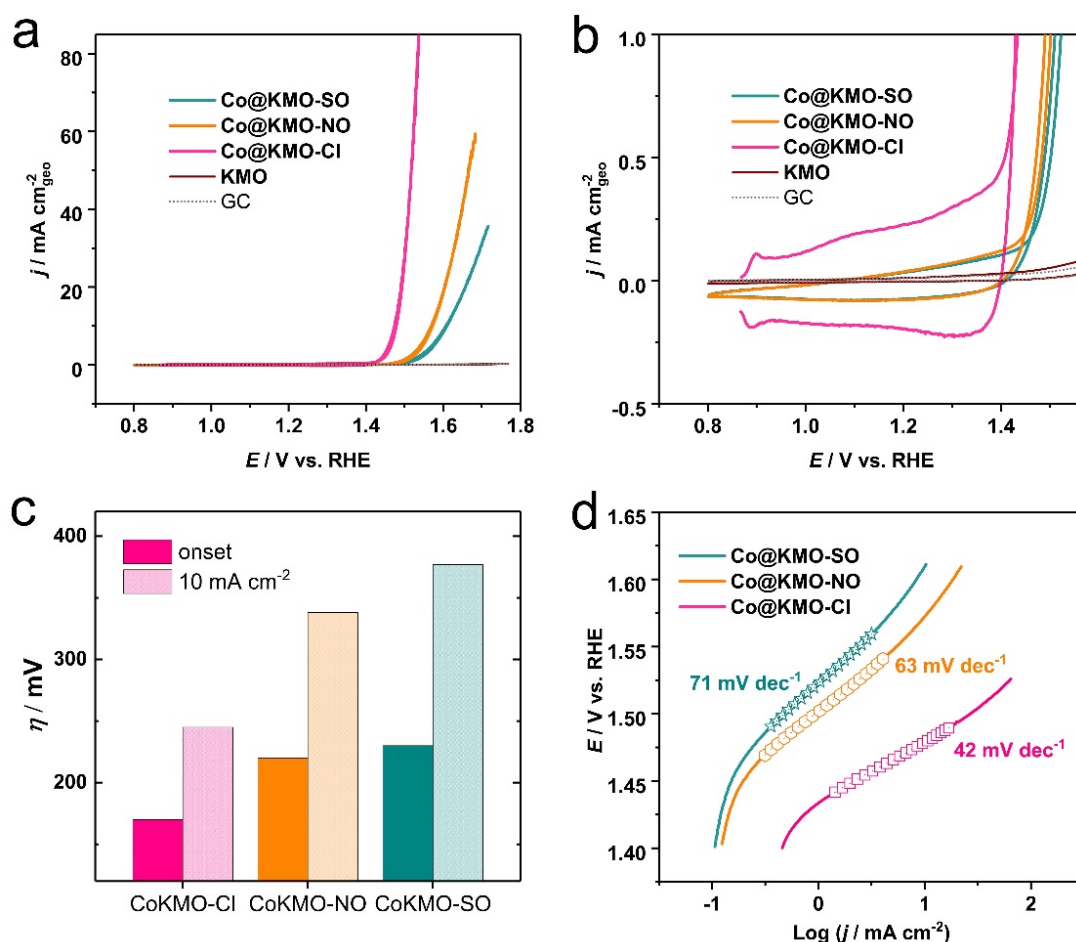 a
80
60
40
20
0
j / mA cm⁻²geo
Co@KMO-SO
Co@KMO-NO
Co@KMO-Cl
KMO
GC
0.8 1.0 1.2 1.4 1.6 1.8
E / V vs. RHE
b
1.0
0.5
0.0
-0.5
j / mA cm⁻²geo
Co@KMO-SO
Co@KMO-NO
Co@KMO-Cl
KMO
GC
0.8 1.0 1.2 1.4
E / V vs. RHE
c
400
300
200
η / mV
onset
10 mA cm⁻²
CoKMO-Cl CoKMO-NO CoKMO-SO
d
1.65
1.60
1.55
1.50
1.45
1.40
E / V vs. RHE
Co@KMO-SO
Co@KMO-NO
Co@KMO-Cl
71 mV dec⁻¹
63 mV dec⁻¹
42 mV dec⁻¹
-1 0 1 2
Log (j / mA cm⁻²)